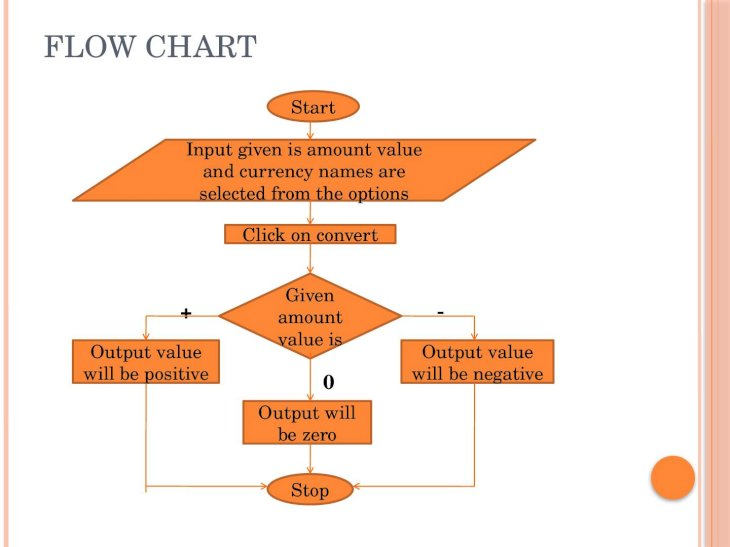 FLOW CHART
Start
Input given is amount value
and currency names are
selected from the options
Click on convert
Given
amount
value is
+
-
Output value
will be positive
Output value
will be negative
0
Output will
be zero
Stop